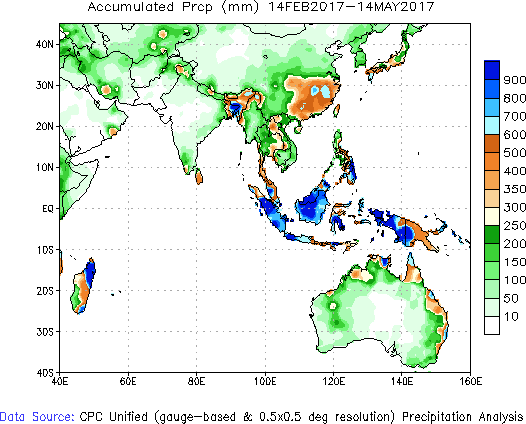 Accumulated Prcp (mm) 14FEB2017-14MAY2017
40N
30N
20N
10N
EQ
10S
20S
30S
40S
40E 60E 80E 100E 120E 140E 160E
900
800
700
600
500
400
350
300
250
200
150
100
50
10
Data Source: CPC Unified (gauge-based & 0.5x0.5 deg resolution) Precipitation Analysis